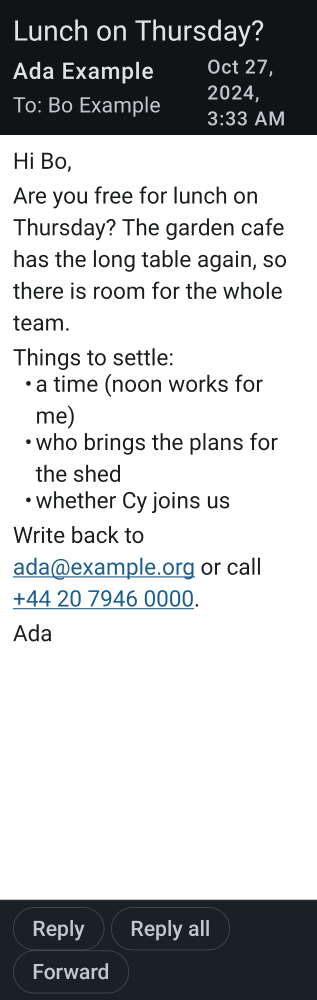 Lunch on Thursday?
Ada Example
To: Bo Example
Oct 27,
2024,
3:33 AM
Hi Bo,
Are you free for lunch on
Thursday? The garden cafe
has the long table again, so
there is room for the whole
team.
Things to settle:
• a time (noon works for
me)
• who brings the plans for
the shed
• whether Cy joins us
Write back to
ada@example.org or call
+44 20 7946 0000.
Ada
Reply
Reply all
Forward